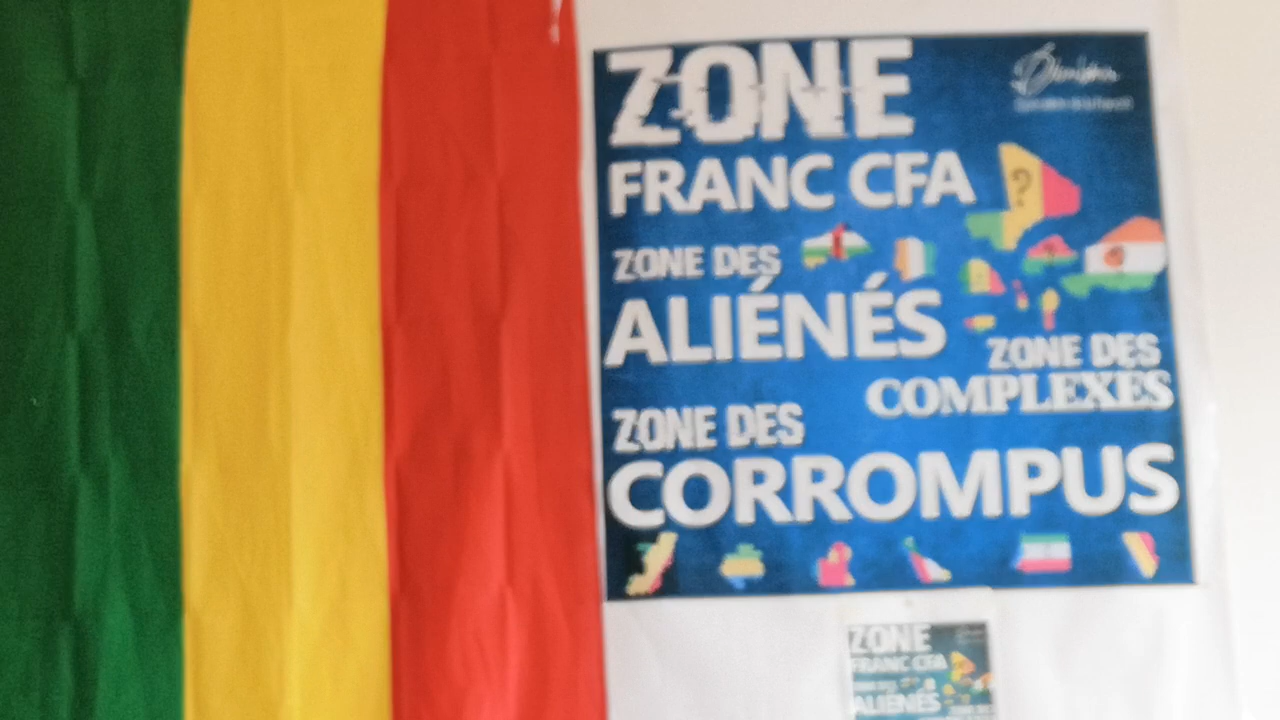 ZONE
FRANC CFA
?
ZONE DES
ALIÉNÉS
ZONE DES
COMPLEXES
ZONE DES
CORROMPUS
ZONE
FRANC CFA
ALIÉNÉS